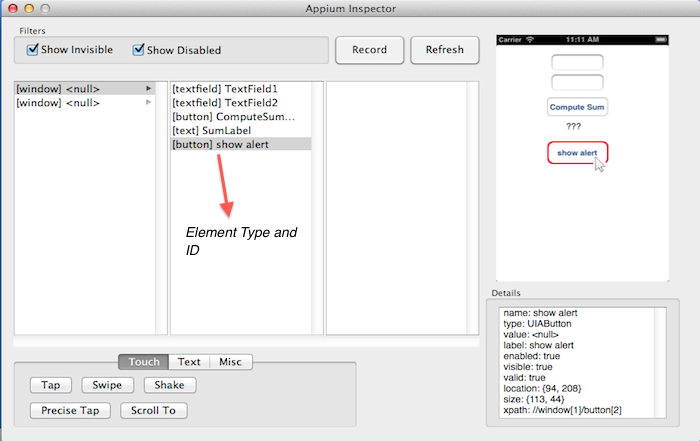 Appium Inspector
Filters
Show Invisible
Show Disabled
Record
Refresh
[window] <null>
[window] <null>
[textfield] TextField1
[textfield] TextField2
[button] ComputeSum...
[text] SumLabel
[button] show alert
Element Type and
ID
Carrier
11:11 AM
Compute Sum
???
show alert
Details
name: show alert
type: UIAButton
value: <null>
label: show alert
enabled: true
visible: true
valid: true
location: {94, 208}
size: {113, 44}
xpath: //window[1]/button[2]
Touch
Text
Misc
Tap
Swipe
Shake
Precise Tap
Scroll To